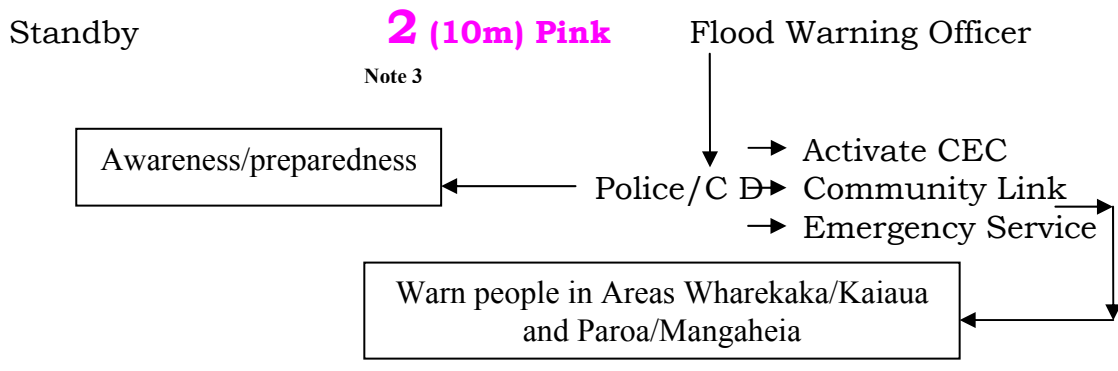 Standby 2 (10m) Pink Flood Warning Officer
Note 3
Awareness/preparedness
Activate CEC
Police/C D Community Link
Emergency Service
Warn people in Areas Wharekaka/Kaiaua
and Paroa/Mangaheia